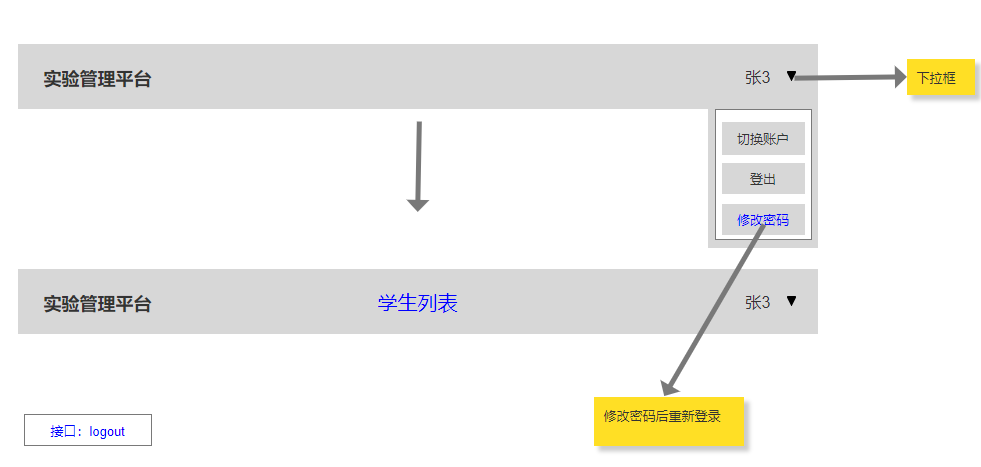 实验管理平台
张3
下拉框
切换账户
登出
修改密码
实验管理平台
学生列表
张3
修改密码后重新登录
接口：logout